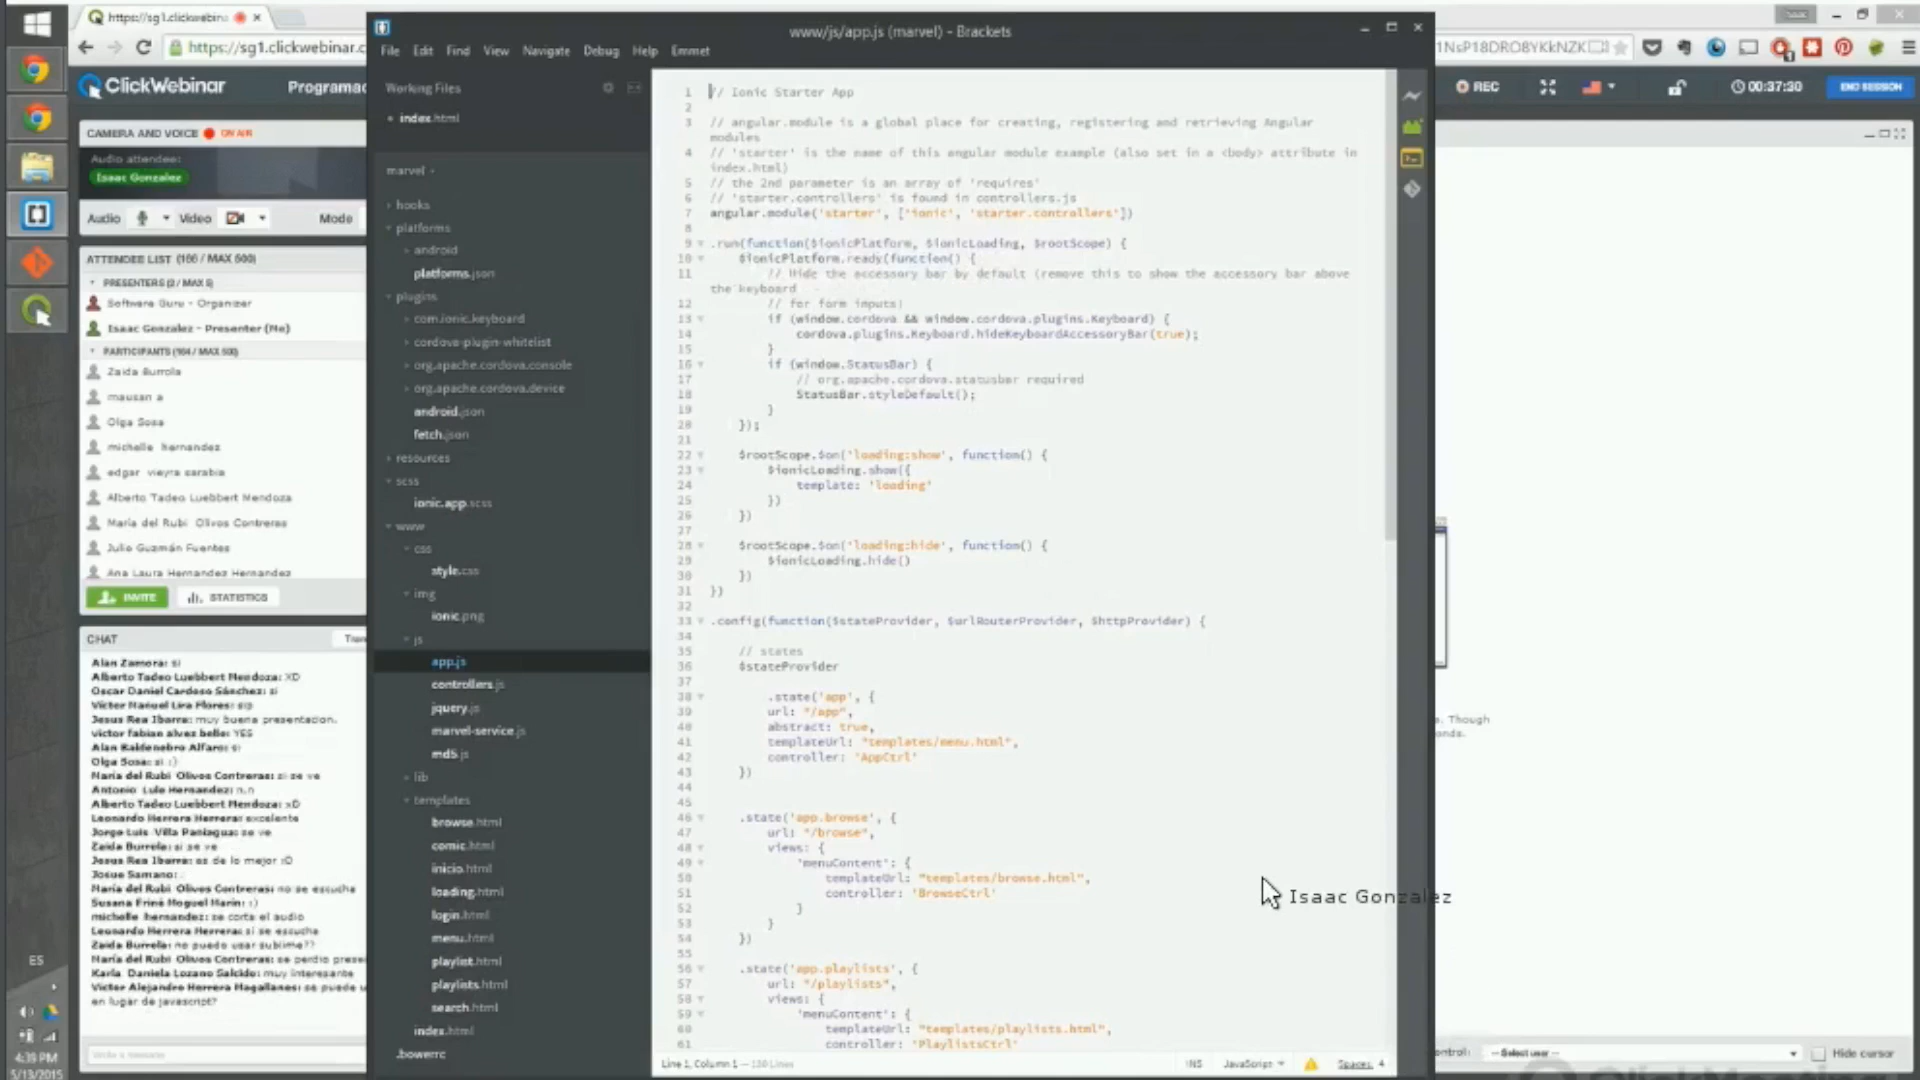 https://sg1.clickwebina
https://sg1.clickwebinar.c
1NsP18DRO8YKkNZK
ClickWebinar
Programac
REC
00:37:30
END SESSION
CAMERA AND VOICE ON AIR
Audio attendee:
Isaac Gonzalez
Audio
Video
Mode
ATTENDEE LIST (166 / MAX 500)
PRESENTERS (2 / MAX 5)
Software Guru - Organizer
Isaac Gonzalez - Presenter (Me)
PARTICIPANTS (164 / MAX 500)
Zaida Burrola
mausan a
Olga Sosa
michelle hernandez
edgar vieyra sarabia
Alberto Tadeo Luebbert Mendoza
María del Rubi Olivos Contreras
Julio Guzmán Fuentes
Ana Laura Hernandez Hernandez
INVITE
STATISTICS
CHAT
Alan Zamora: si
Alberto Tadeo Luebbert Mendoza: XD
Oscar Daniel Cardoso Sánchez: si
Victor Manuel Lira Flores: sip
Jesus Rea Ibarra: muy buena presentacion.
victor fabian alvez bello: YES
Alan Baldenebro Alfaro: si
Olga Sosa: si :)
María del Rubi Olivos Contreras: si se ve
Antonio Lule Hernandez: n.n
Alberto Tadeo Luebbert Mendoza: xD
Leonardo Herrera Herrera: excelente
Jorge Luis Villa Paniagua: se ve
Zaida Burrola: si se ve
Jesus Rea Ibarra: es de lo mejor :D
Josue Samano: .
María del Rubi Olivos Contreras: no se escucha
Susana Friné Moguel Marin: :)
michelle hernandez: se corta el audio
Leonardo Herrera Herrera: si se escucha
Zaida Burrola: no puedo usar sublime??
María del Rubi Olivos Contreras: se perdio prese
Karla Daniela Lozano Salcido: muy interesante
Victor Alejandro Herrera Magallanes: se puede u
en lugar de javascript?
Write a message
ES
4:39 PM
5/13/2015
www/js/app.js (marvel) - Brackets
File Edit Find View Navigate Debug Help Emmet
Working Files
index.html
marvel
hooks
platforms
android
platforms.json
plugins
com.ionic.keyboard
cordova-plugin-whitelist
org.apache.cordova.console
org.apache.cordova.device
android.json
fetch.json
resources
scss
ionic.app.scss
www
css
style.css
img
ionic.png
js
app.js
controllers.js
jquery.js
marvel-service.js
md5.js
lib
templates
browse.html
comic.html
inicio.html
loading.html
login.html
menu.html
playlist.html
playlists.html
search.html
index.html
.bowerrc
1 // Ionic Starter App
2
3 // angular.module is a global place for creating, registering and retrieving Angular
modules
4 // 'starter' is the name of this angular module example (also set in a <body> attribute in
index.html)
5 // the 2nd parameter is an array of 'requires'
6 // 'starter.controllers' is found in controllers.js
7 angular.module('starter', ['ionic', 'starter.controllers'])
8
9 .run(function($ionicPlatform, $ionicLoading, $rootScope) {
10 $ionicPlatform.ready(function() {
11 // Hide the accessory bar by default (remove this to show the accessory bar above
the keyboard
12 // for form inputs)
13 if (window.cordova && window.cordova.plugins.Keyboard) {
14 cordova.plugins.Keyboard.hideKeyboardAccessoryBar(true);
15 }
16 if (window.StatusBar) {
17 // org.apache.cordova.statusbar required
18 StatusBar.styleDefault();
19 }
20 });
21
22 $rootScope.$on('loading:show', function() {
23 $ionicLoading.show({
24 template: 'loading'
25 })
26 })
27
28 $rootScope.$on('loading:hide', function() {
29 $ionicLoading.hide()
30 })
31 })
32
33 .config(function($stateProvider, $urlRouterProvider, $httpProvider) {
34
35 // states
36 $stateProvider
37
38 .state('app', {
39 url: "/app",
40 abstract: true,
41 templateUrl: "templates/menu.html",
42 controller: 'AppCtrl'
43 })
44
45
46 .state('app.browse', {
47 url: "/browse",
48 views: {
49 'menuContent': {
50 templateUrl: "templates/browse.html",
51 controller: 'BrowseCtrl'
52 }
53 }
54 })
55
56 .state('app.playlists', {
57 url: "/playlists",
58 views: {
59 'menuContent': {
60 templateUrl: "templates/playlists.html",
61 controller: 'PlaylistsCtrl'
Line 1, Column 1
INS
JavaScript
Spaces: 4
Isaac Gonzalez
Though
onds.
ontrol:
-- Select user --
Hide cursor